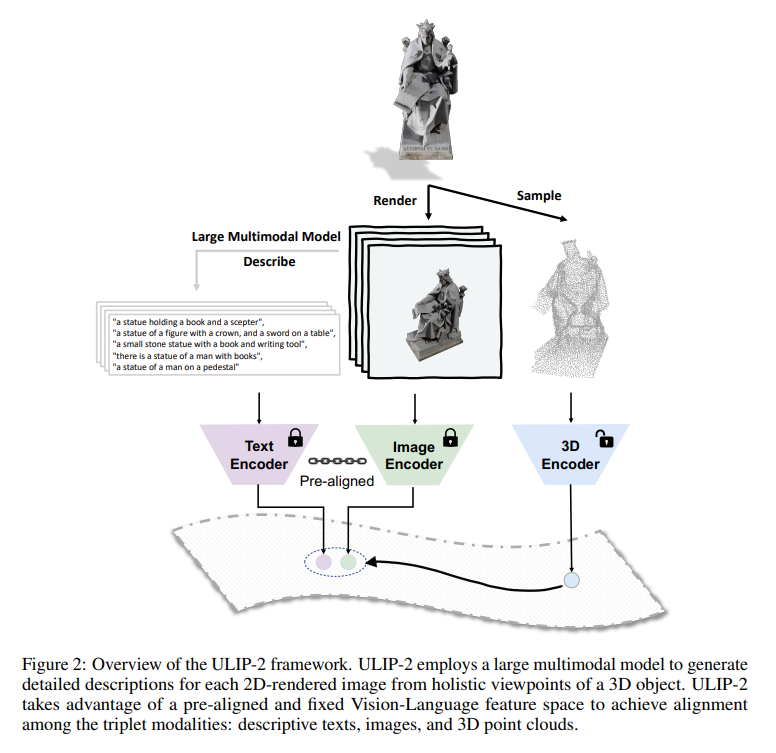 Render
Sample
Large Multimodal Model
Describe
"a statue holding a book and a scepter",
"a statue of a figure with a crown, and a sword on a table",
"a small stone statue with a book and writing tool",
"there is a statue of a man with books",
"a statue of a man on a pedestal"
Text
Encoder
Image
Encoder
3D
Encoder
Pre-aligned
Figure 2: Overview of the ULIP-2 framework. ULIP-2 employs a large multimodal model to generate
detailed descriptions for each 2D-rendered image from holistic viewpoints of a 3D object. ULIP-2
takes advantage of a pre-aligned and fixed Vision-Language feature space to achieve alignment
among the triplet modalities: descriptive texts, images, and 3D point clouds.